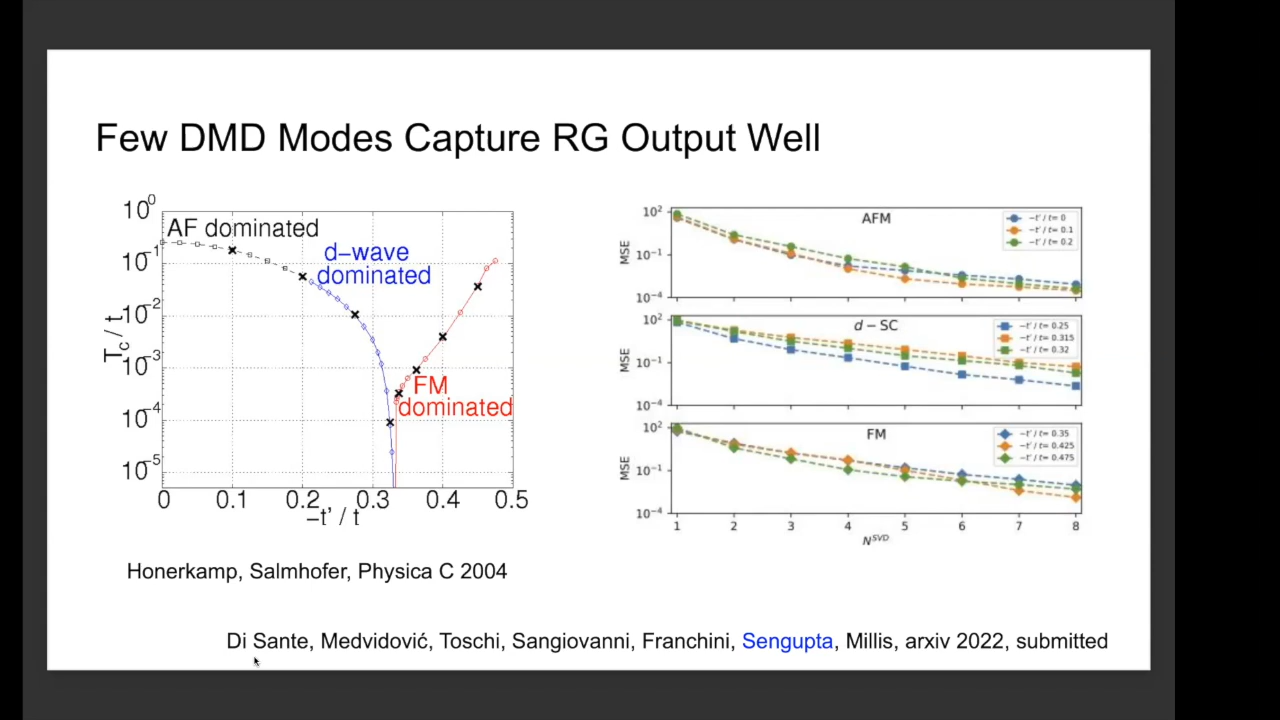 Few DMD Modes Capture RG Output Well
10^0
10^-1
10^-2
10^-3
10^-4
10^-5
T_c / t
AF dominated
d-wave
dominated
FM
dominated
0 0.1 0.2 0.3 0.4 0.5
-t' / t
10^2
10^-1
10^-4
MSE
AFM
-t' / t= 0
-t' / t= 0.1
-t' / t= 0.2
10^2
10^-1
10^-4
MSE
d - SC
-t' / t= 0.25
-t' / t= 0.315
-t' / t= 0.32
10^2
10^-1
10^-4
MSE
FM
-t' / t= 0.35
-t' / t= 0.425
-t' / t= 0.475
1 2 3 4 5 6 7 8
N^SVD
Honerkamp, Salmhofer, Physica C 2004
Di Sante, Medvidović, Toschi, Sangiovanni, Franchini, Sengupta, Millis, arxiv 2022, submitted